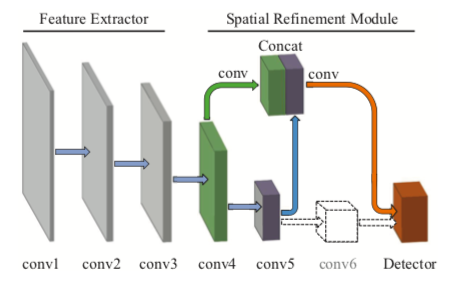 Feature Extractor
Spatial Refinement Module
Concat
conv
conv
conv1
conv2
conv3
conv4
conv5
conv6
Detector